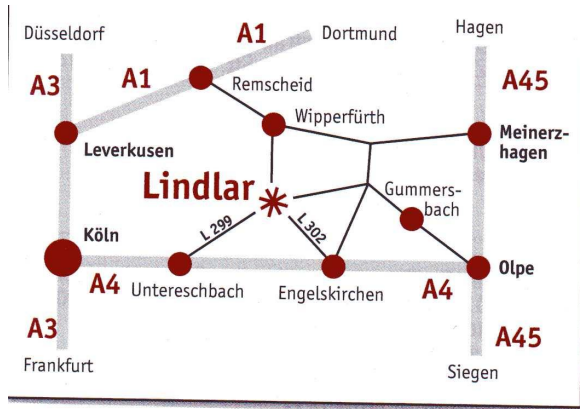 Düsseldorf
A1
Dortmund
Hagen
A3
A1
Remscheid
A45
Wipperfürth
Leverkusen
Meinerz-
hagen
Lindlar
Gummers-
bach
Köln
L 299
L 302
A4
Untereschbach
Engelskirchen
A4
Olpe
A3
A45
Frankfurt
Siegen